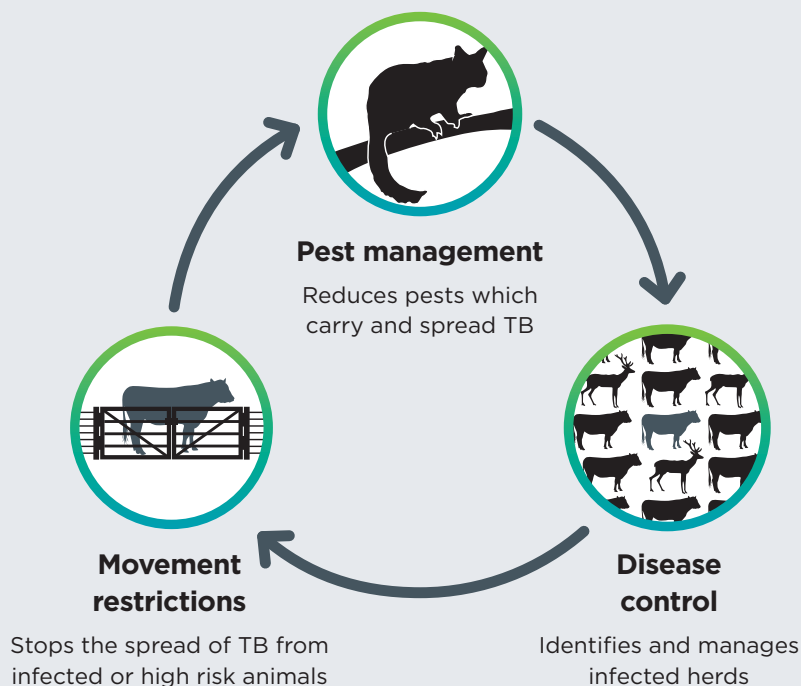 Pest management
Reduces pests which
carry and spread TB
Disease
control
Identifies and manages
infected herds
Movement
restrictions
Stops the spread of TB from
infected or high risk animals